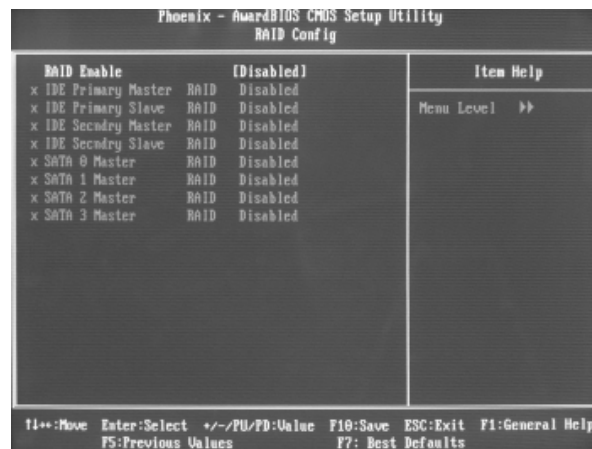 Phoenix - AwardBIOS CMOS Setup Utility
RAID Config
RAID Enable [Disabled]
x IDE Primary Master RAID Disabled
x IDE Primary Slave RAID Disabled
x IDE Secndry Master RAID Disabled
x IDE Secndry Slave RAID Disabled
x SATA 0 Master RAID Disabled
x SATA 1 Master RAID Disabled
x SATA 2 Master RAID Disabled
x SATA 3 Master RAID Disabled
Item Help
Menu Level ▶▶
↑↓→←:Move Enter:Select +/-/PU/PD:Value F10:Save ESC:Exit F1:General Help
F5:Previous Values F7: Best Defaults